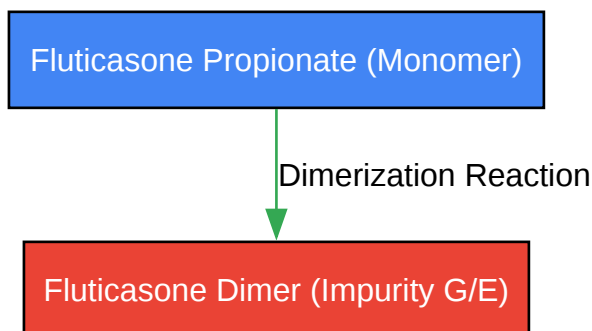 Fluticasone Propionate (Monomer)
Dimerization Reaction
Fluticasone Dimer (Impurity G/E)